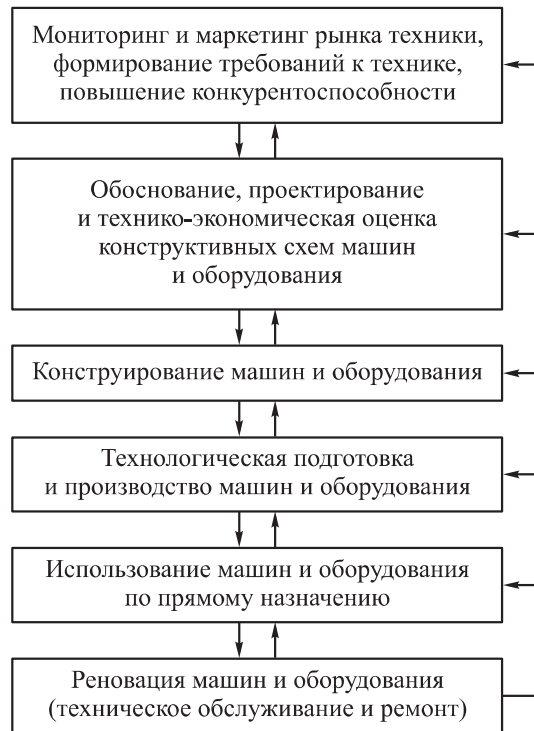 Мониторинг и маркетинг рынка техники,
формирование требований к технике,
повышение конкурентоспособности
Обоснование, проектирование
и технико-экономическая оценка
конструктивных схем машин
и оборудования
Конструирование машин и оборудования
Технологическая подготовка
и производство машин и оборудования
Использование машин и оборудования
по прямому назначению
Реновация машин и оборудования
(техническое обслуживание и ремонт)